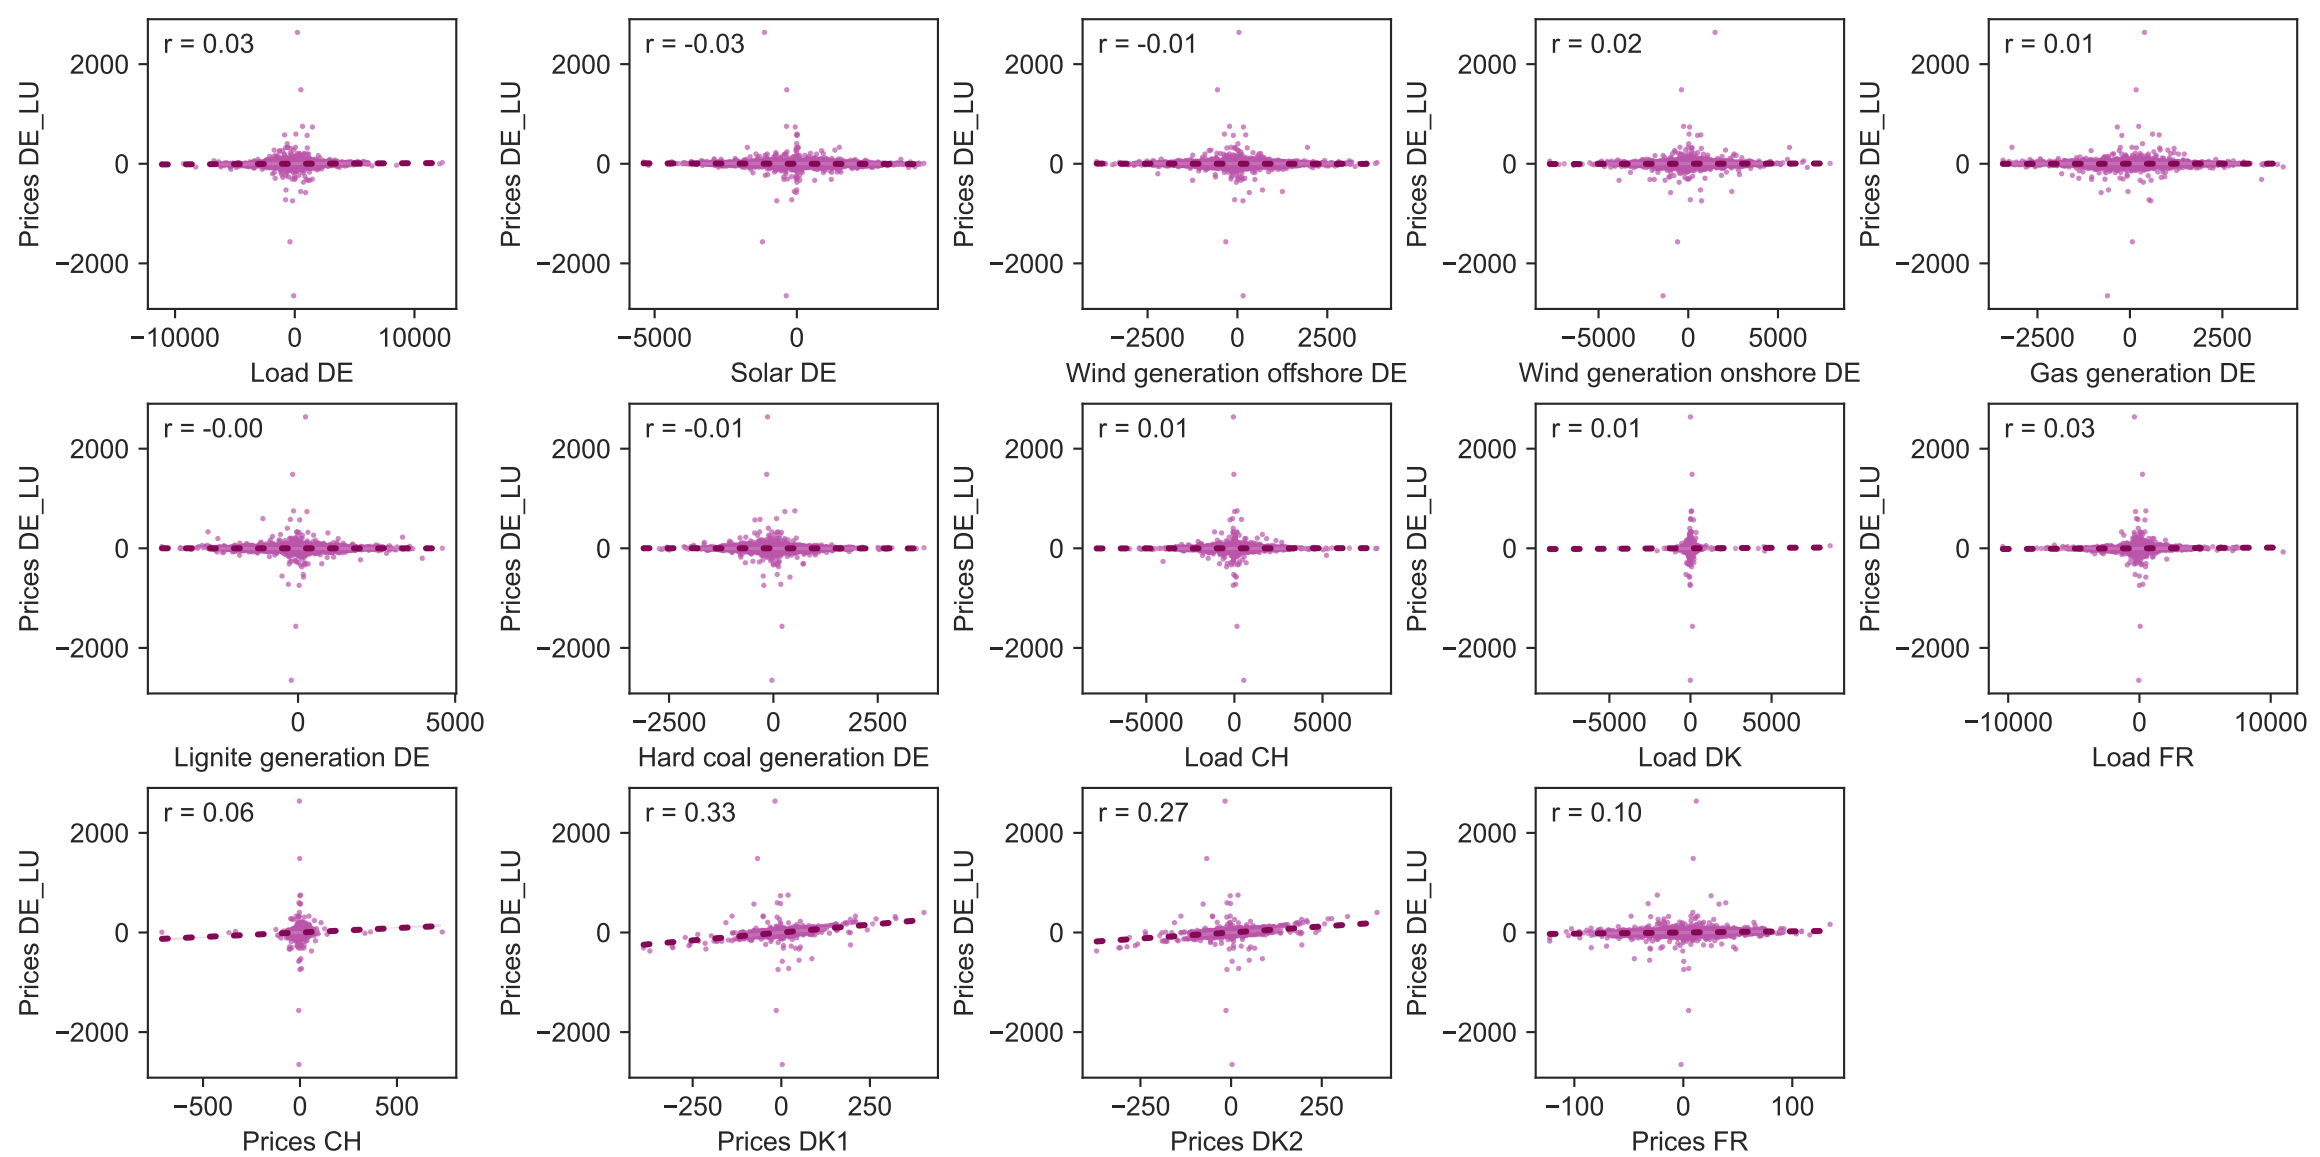 r = 0.03
Prices DE_LU
2000
0
−2000
−10000 0 10000
Load DE
r = -0.03
Prices DE_LU
2000
0
−2000
−5000 0
Solar DE
r = -0.01
Prices DE_LU
2000
0
−2000
−2500 0 2500
Wind generation offshore DE
r = 0.02
Prices DE_LU
2000
0
−2000
−5000 0 5000
Wind generation onshore DE
r = 0.01
Prices DE_LU
2000
0
−2000
−2500 0 2500
Gas generation DE
r = -0.00
Prices DE_LU
2000
0
−2000
0 5000
Lignite generation DE
r = -0.01
Prices DE_LU
2000
0
−2000
−2500 0 2500
Hard coal generation DE
r = 0.01
Prices DE_LU
2000
0
−2000
−5000 0 5000
Load CH
r = 0.01
Prices DE_LU
2000
0
−2000
−5000 0 5000
Load DK
r = 0.03
Prices DE_LU
2000
0
−2000
−10000 0 10000
Load FR
r = 0.06
Prices DE_LU
2000
0
−2000
−500 0 500
Prices CH
r = 0.33
Prices DE_LU
2000
0
−2000
−250 0 250
Prices DK1
r = 0.27
Prices DE_LU
2000
0
−2000
−250 0 250
Prices DK2
r = 0.10
Prices DE_LU
2000
0
−2000
−100 0 100
Prices FR